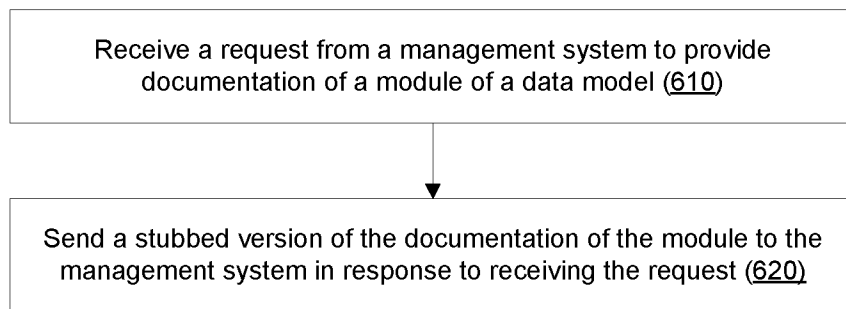 Receive a request from a management system to provide
documentation of a module of a data model (610)
Send a stubbed version of the documentation of the module to the
management system in response to receiving the request (620)